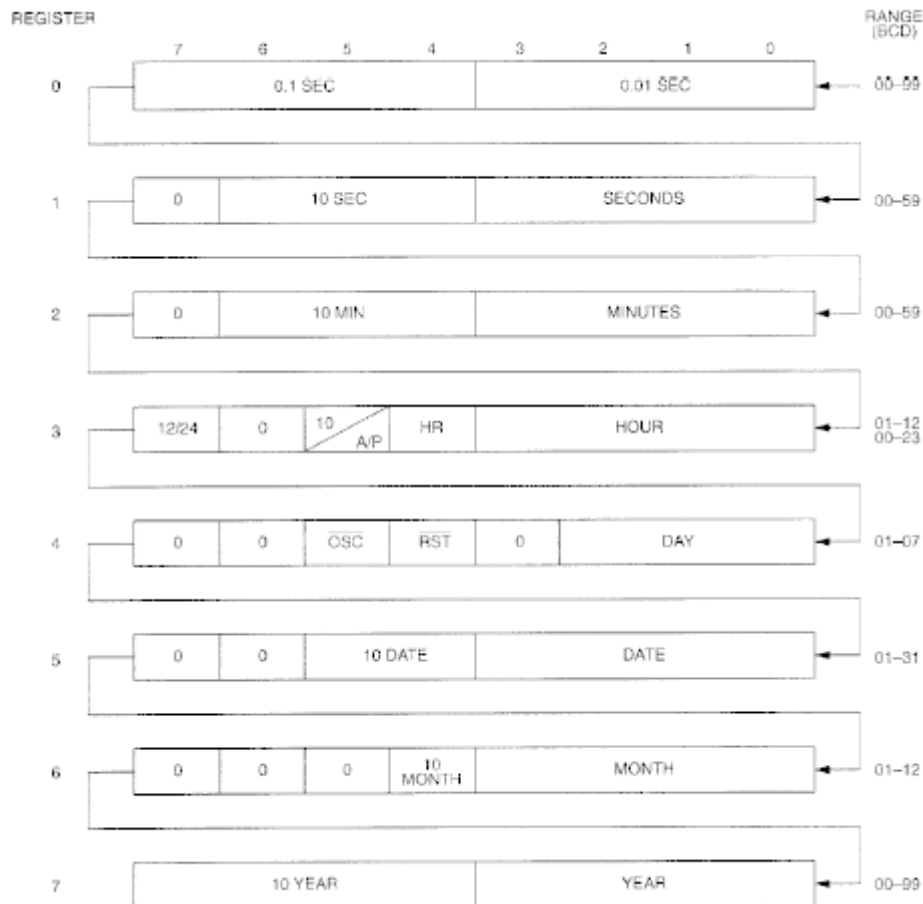 REGISTER
RANGE
(BCD)
7 6 5 4 3 2 1 0
0 0.1 SEC 0.01 SEC 00–99
1 0 10 SEC SECONDS 00–59
2 0 10 MIN MINUTES 00–59
3 12/24 0 10 A/P HR HOUR 01–12
00–23
4 0 0 OSC RST 0 DAY 01–07
5 0 0 10 DATE DATE 01–31
6 0 0 0 10 MONTH MONTH 01–12
7 10 YEAR YEAR 00–99